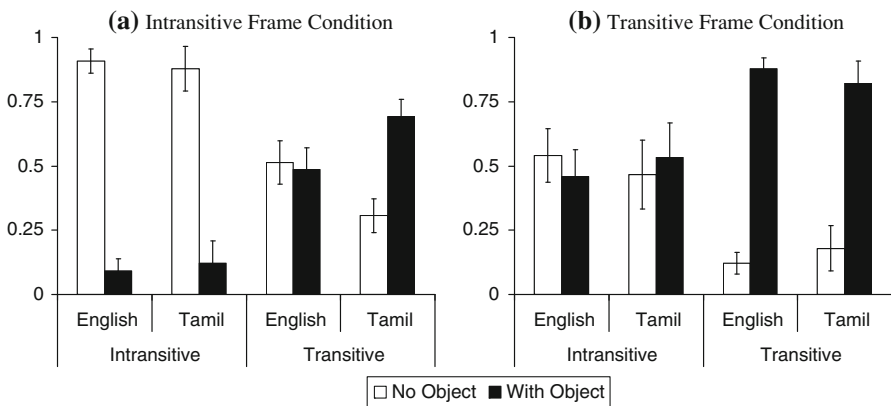 (a) Intransitive Frame Condition
1
0.75
0.5
0.25
0
English Tamil English Tamil
Intransitive Transitive
(b) Transitive Frame Condition
1
0.75
0.5
0.25
0
English Tamil English Tamil
Intransitive Transitive
No Object With Object